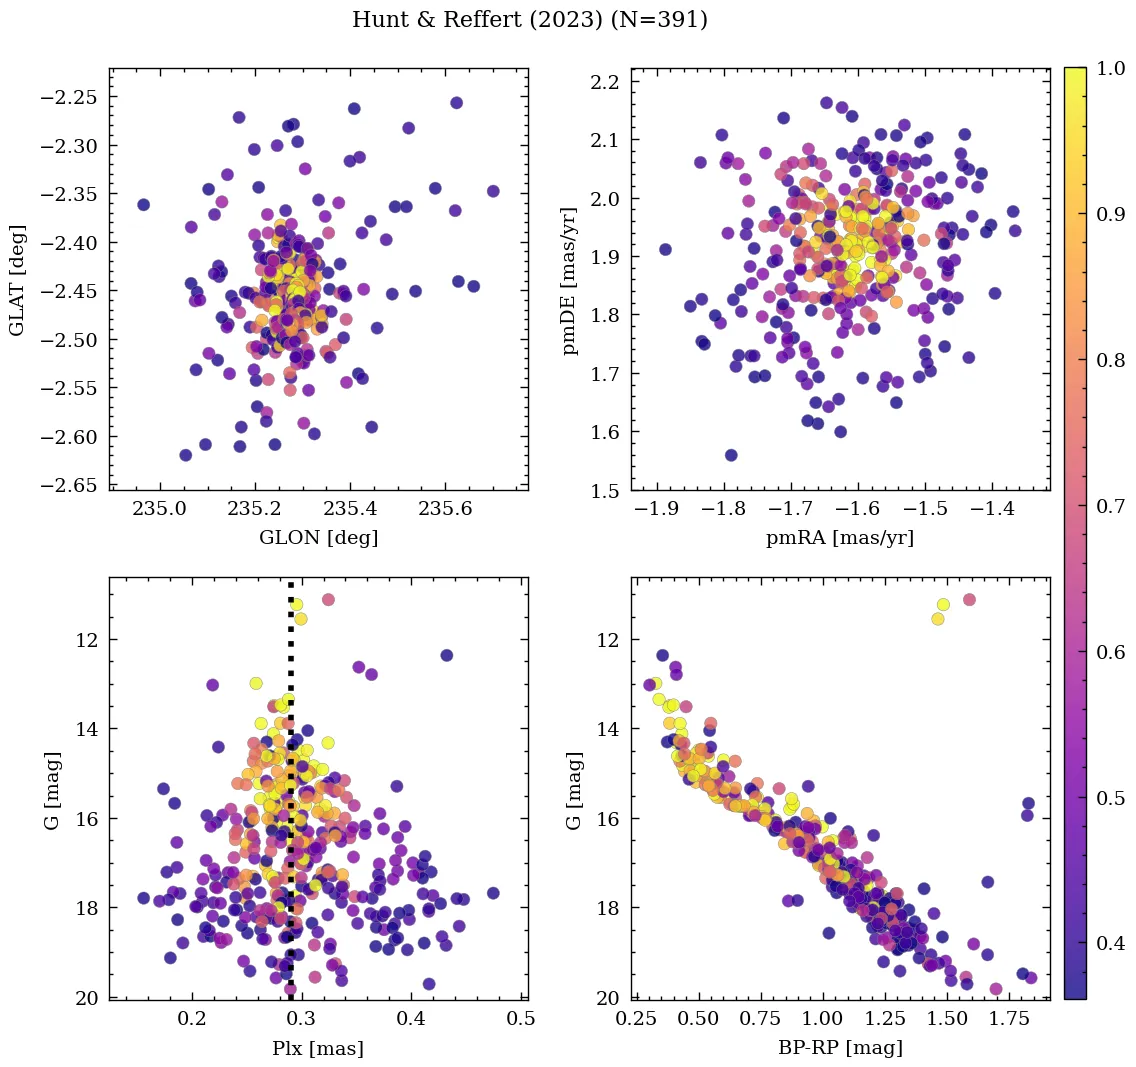 Hunt & Reffert (2023) (N=391)
−2.25
−2.30
−2.35
−2.40
−2.45
−2.50
−2.55
−2.60
−2.65
GLAT [deg]
235.0 235.2 235.4 235.6
GLON [deg]
2.2
2.1
2.0
1.9
1.8
1.7
1.6
1.5
pmDE [mas/yr]
−1.9 −1.8 −1.7 −1.6 −1.5 −1.4
pmRA [mas/yr]
12
14
16
18
20
G [mag]
0.2 0.3 0.4 0.5
Plx [mas]
12
14
16
18
20
G [mag]
0.25 0.50 0.75 1.00 1.25 1.50 1.75
BP-RP [mag]
1.0
0.9
0.8
0.7
0.6
0.5
0.4